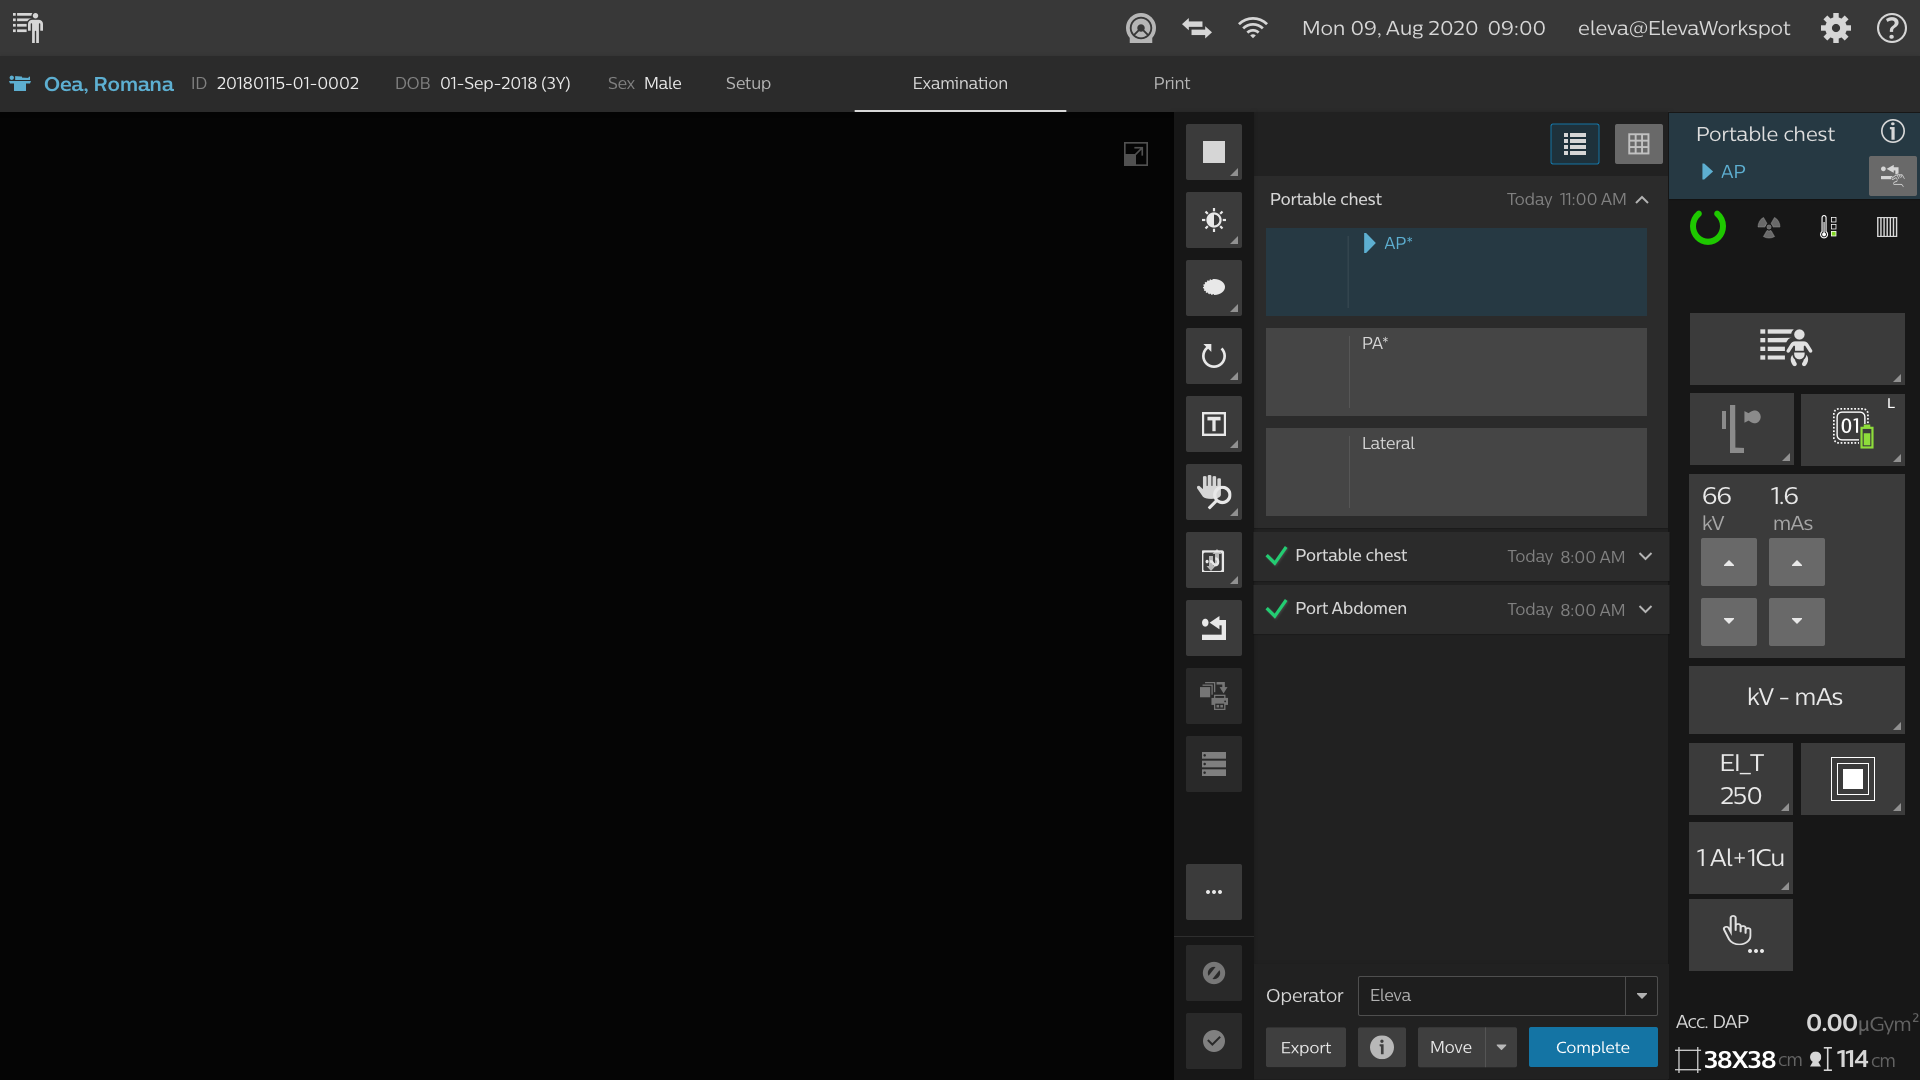 Mon 09, Aug 2020 09:00 eleva@ElevaWorkspot
Oea, Romana ID 20180115-01-0002 DOB 01-Sep-2018 (3Y) Sex Male Setup Examination Print
Portable chest
AP
Portable chest Today 11:00 AM
AP*
PA*
Lateral
Portable chest Today 8:00 AM
Port Abdomen Today 8:00 AM
Operator Eleva
Export Move Complete
L
01
66 1.6
kV mAs
kV - mAs
EI_T
250
1 Al+1Cu
Acc. DAP 0.00 µGym²
38X38 cm 114 cm